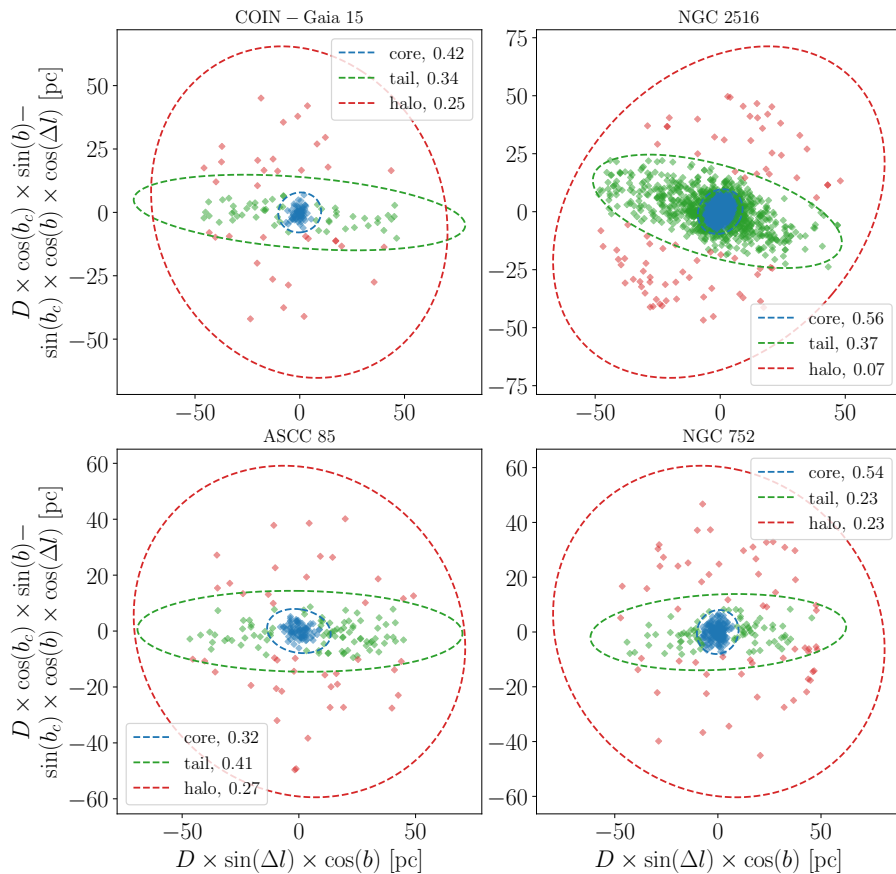 COIN − Gaia 15
core, 0.42
tail, 0.34
halo, 0.25
50
25
0
−25
−50
−50
0
50
D × cos(b_c) × sin(b)−
sin(b_c) × cos(b) × cos(Δl) [pc]
NGC 2516
75
50
25
0
−25
−50
−75
core, 0.56
tail, 0.37
halo, 0.07
−50
0
50
ASCC 85
60
40
20
0
−20
−40
−60
core, 0.32
tail, 0.41
halo, 0.27
−50
0
50
D × cos(b_c) × sin(b)−
sin(b_c) × cos(b) × cos(Δl) [pc]
D × sin(Δl) × cos(b) [pc]
NGC 752
core, 0.54
tail, 0.23
halo, 0.23
60
40
20
0
−20
−40
−60
−50
0
50
D × sin(Δl) × cos(b) [pc]